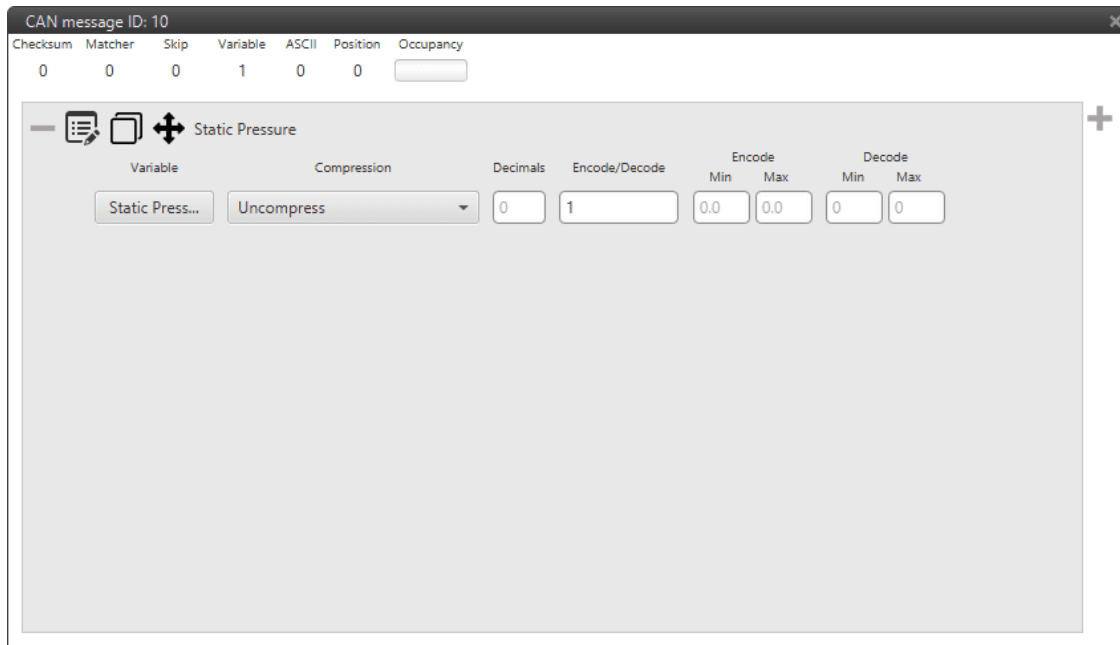 CAN message ID: 10
Checksum Matcher Skip Variable ASCII Position Occupancy
0 0 0 1 0 0
Static Pressure
Variable Compression Decimals Encode/Decode Encode Decode
Min Max Min Max
Static Press... Uncompress 0 1 0.0 0.0 0 0